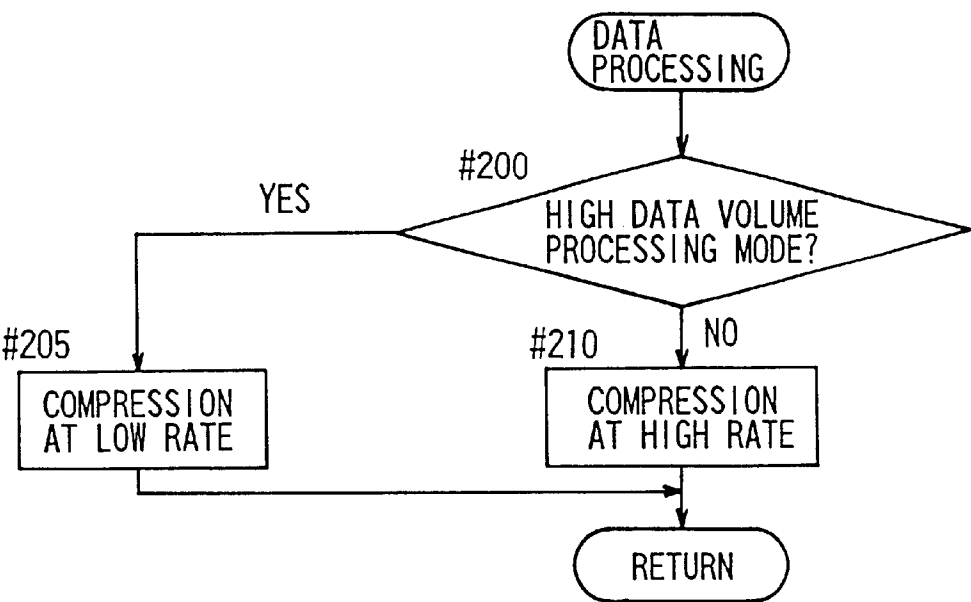 DATA
PROCESSING
#200
YES
HIGH DATA VOLUME
PROCESSING MODE?
#205
#210
NO
COMPRESSION
AT LOW RATE
COMPRESSION
AT HIGH RATE
RETURN